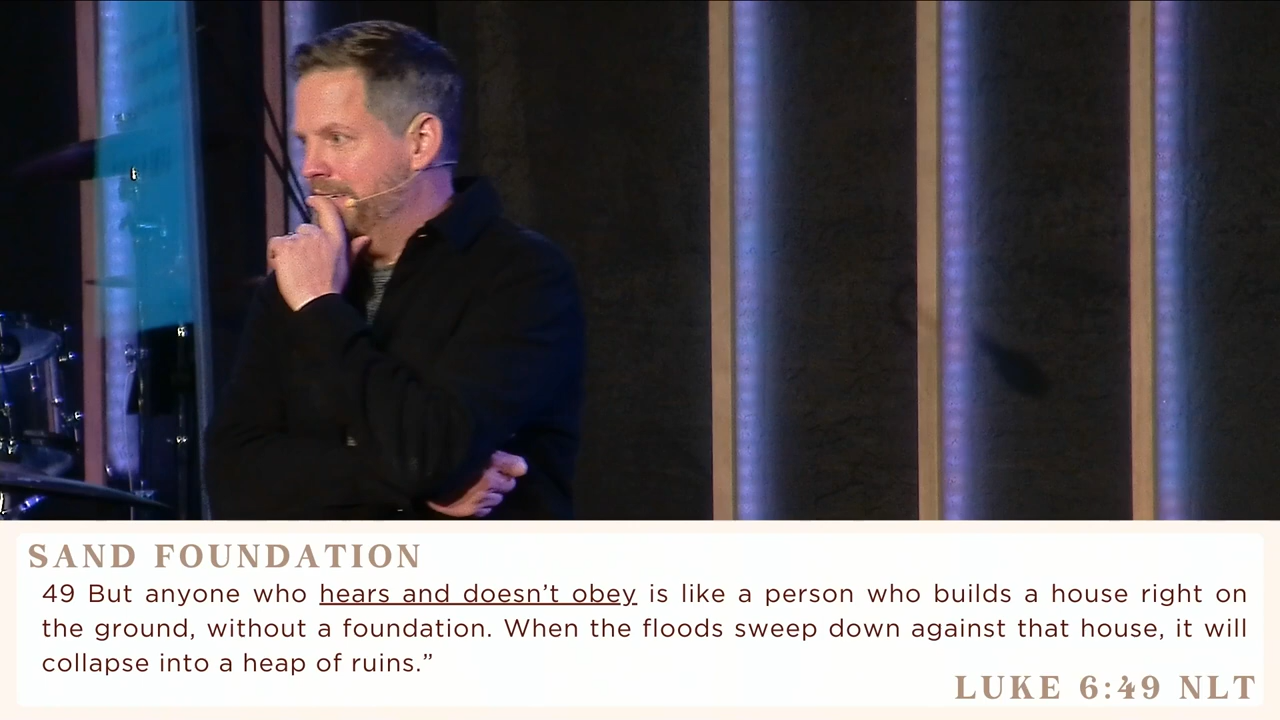 SAND FOUNDATION
49 But anyone who hears and doesn’t obey is like a person who builds a house right on
the ground, without a foundation. When the floods sweep down against that house, it will
collapse into a heap of ruins.”
LUKE 6:49 NLT